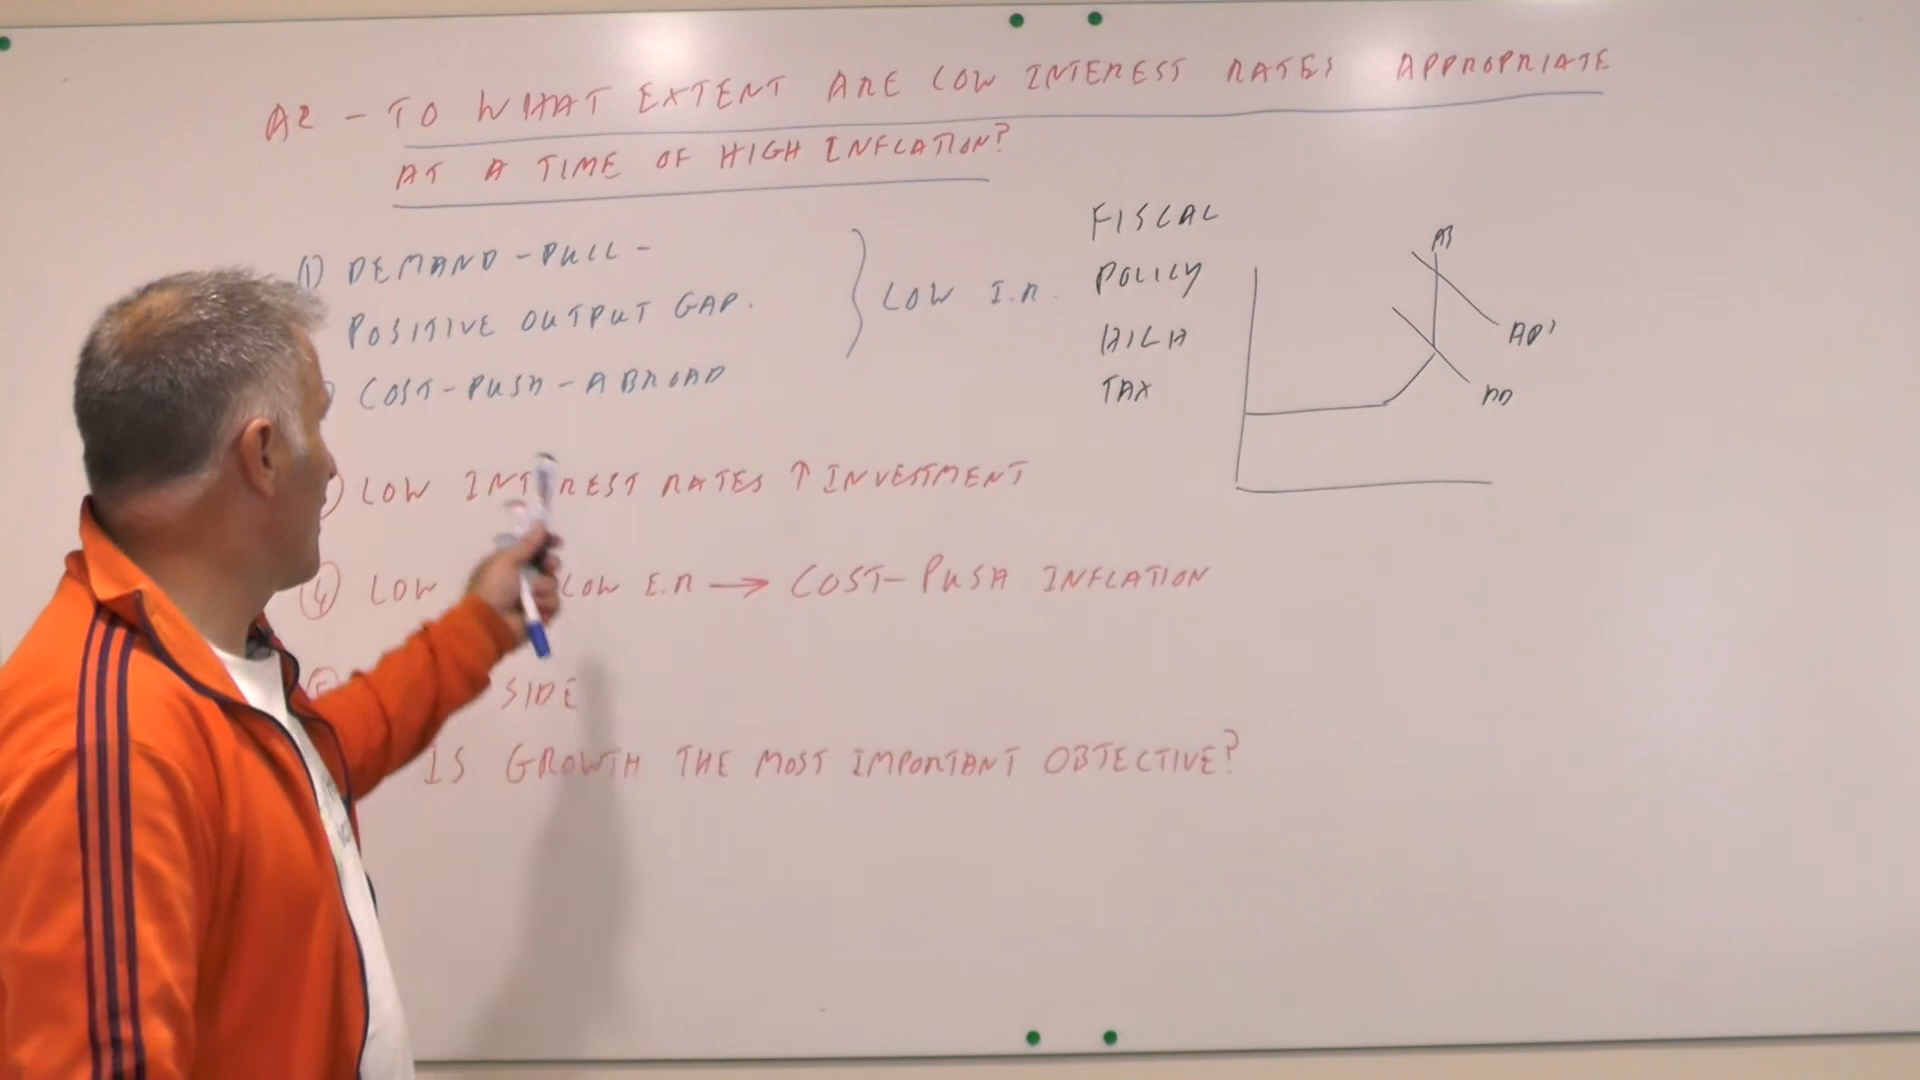 A2 - TO WHAT EXTENT ARE LOW INTEREST RATES APPROPRIATE
AT A TIME OF HIGH INFLATION?
(1) DEMAND-PULL -
POSITIVE OUTPUT GAP.
COST-PUSH-ABROAD
LOW I.R.
FISCAL
POLICY
HIGH
TAX
AS
AD'
AD
LOW INTEREST RATES ↑ INVESTMENT
(4) LOW LOW E.R → COST-PUSH INFLATION
SIDE
IS GROWTH THE MOST IMPORTANT OBJECTIVE?